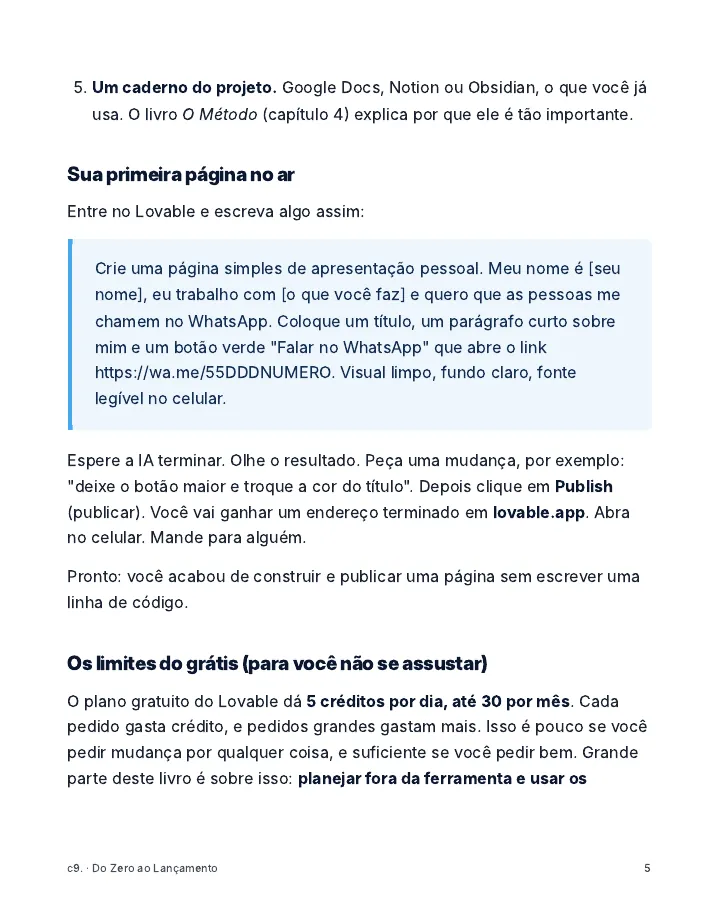 5. Um caderno do projeto. Google Docs, Notion ou Obsidian, o que você já
usa. O livro O Método (capítulo 4) explica por que ele é tão importante.
Sua primeira página no ar
Entre no Lovable e escreva algo assim:
Crie uma página simples de apresentação pessoal. Meu nome é [seu
nome], eu trabalho com [o que você faz] e quero que as pessoas me
chamem no WhatsApp. Coloque um título, um parágrafo curto sobre
mim e um botão verde "Falar no WhatsApp" que abre o link
https://wa.me/55DDDNUMERO. Visual limpo, fundo claro, fonte
legível no celular.
Espere a IA terminar. Olhe o resultado. Peça uma mudança, por exemplo:
"deixe o botão maior e troque a cor do título". Depois clique em Publish
(publicar). Você vai ganhar um endereço terminado em lovable.app. Abra
no celular. Mande para alguém.
Pronto: você acabou de construir e publicar uma página sem escrever uma
linha de código.
Os limites do grátis (para você não se assustar)
O plano gratuito do Lovable dá 5 créditos por dia, até 30 por mês. Cada
pedido gasta crédito, e pedidos grandes gastam mais. Isso é pouco se você
pedir mudança por qualquer coisa, e suficiente se você pedir bem. Grande
parte deste livro é sobre isso: planejar fora da ferramenta e usar os
c9. · Do Zero ao Lançamento
5